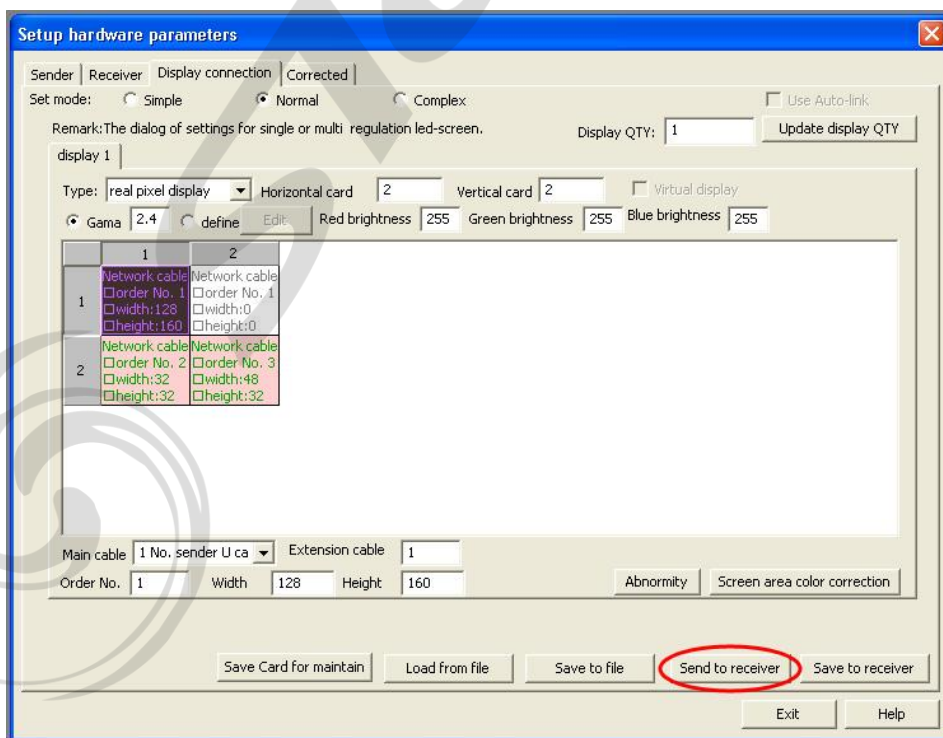 Setup hardware parameters
Sender Receiver Display connection Corrected
Set mode: Simple Normal Complex Use Auto-link
Remark:The dialog of settings for single or multi regulation led-screen. Display QTY: 1 Update display QTY
display 1
Type: real pixel display Horizontal card 2 Vertical card 2 Virtual display
Gama 2.4 define Edit Red brightness 255 Green brightness 255 Blue brightness 255
1 2
Network cable Network cable
order No. 1 order No. 1
1
width:128 width:0
height:160 height:0
Network cable Network cable
order No. 2 order No. 3
2
width:32 width:48
height:32 height:32
Main cable 1 No. sender U ca Extension cable 1
Order No. 1 Width 128 Height 160 Abnormity Screen area color correction
Save Card for maintain Load from file Save to file Send to receiver Save to receiver
Exit Help